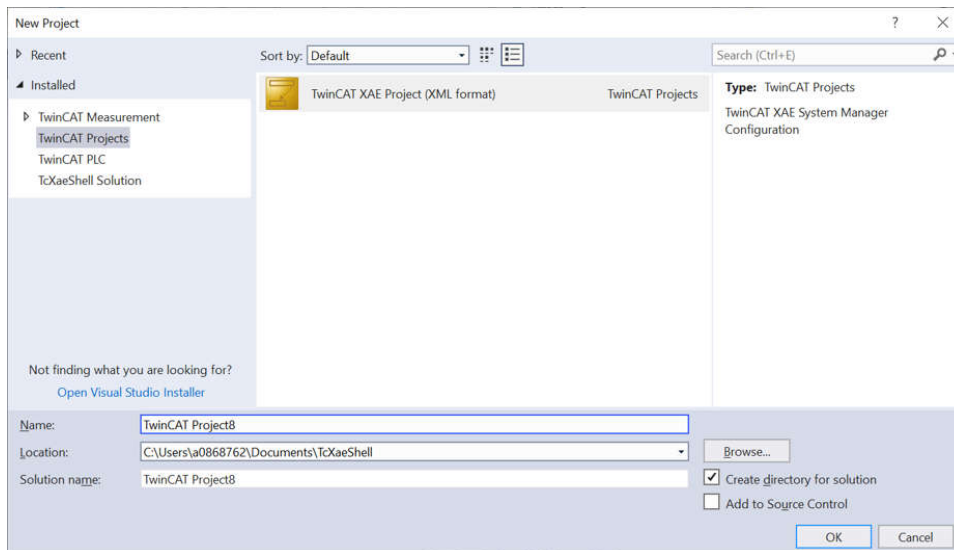 New Project
?
Recent
Installed
TwinCAT Measurement
TwinCAT Projects
TwinCAT PLC
TcXaeShell Solution
Not finding what you are looking for?
Open Visual Studio Installer
Sort by: Default
TwinCAT XAE Project (XML format) TwinCAT Projects
Search (Ctrl+E)
Type: TwinCAT Projects
TwinCAT XAE System Manager
Configuration
Name: TwinCAT Project8
Location: C:\Users\a0868762\Documents\TcXaeShell
Browse...
Solution name: TwinCAT Project8
Create directory for solution
Add to Source Control
OK Cancel